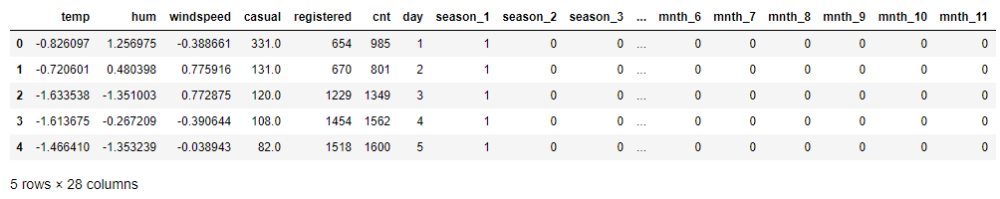 temp hum windspeed casual registered cnt day season_1 season_2 season_3 ... mnth_6 mnth_7 mnth_8 mnth_9 mnth_10 mnth_11
0 -0.826097 1.256975 -0.388661 331.0 654 985 1 1 0 0 ... 0 0 0 0 0 0
1 -0.720601 0.480398 0.775916 131.0 670 801 2 1 0 0 ... 0 0 0 0 0 0
2 -1.633538 -1.351003 0.772875 120.0 1229 1349 3 1 0 0 ... 0 0 0 0 0 0
3 -1.613675 -0.267209 -0.390644 108.0 1454 1562 4 1 0 0 ... 0 0 0 0 0 0
4 -1.466410 -1.353239 -0.038943 82.0 1518 1600 5 1 0 0 ... 0 0 0 0 0 0
5 rows × 28 columns